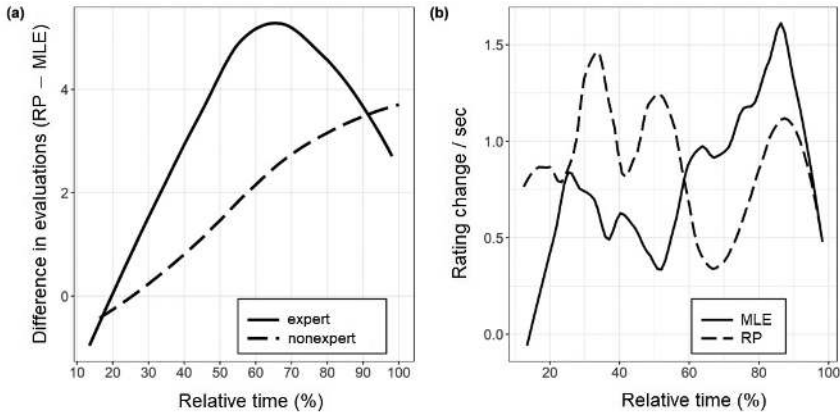 (a)
Difference in evaluations (RP − MLE)
4
2
0
expert
nonexpert
10 20 30 40 50 60 70 80 90 100
Relative time (%)
(b)
Rating change / sec
1.5
1.0
0.5
0.0
MLE
RP
20 40 60 80 100
Relative time (%)